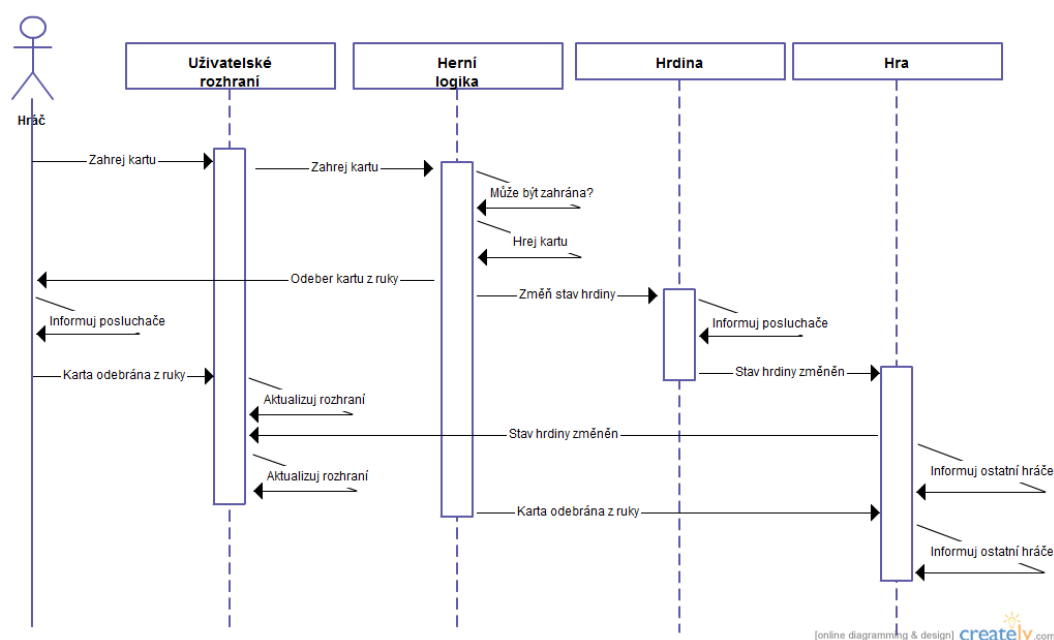 Uživatelské
rozhraní
Herní
logika
Hrdina
Hra
Hráč
Zahrej kartu
Zahrej kartu
Může být zahrána?
Hrej kartu
Odeber kartu z ruky
Změň stav hrdiny
Informuj posluchače
Informuj posluchače
Karta odebrána z ruky
Stav hrdiny změněn
Aktualizuj rozhraní
Stav hrdiny změněn
Informuj ostatní hráče
Aktualizuj rozhraní
Karta odebrána z ruky
Informuj ostatní hráče
[online diagramming & design] creately.com